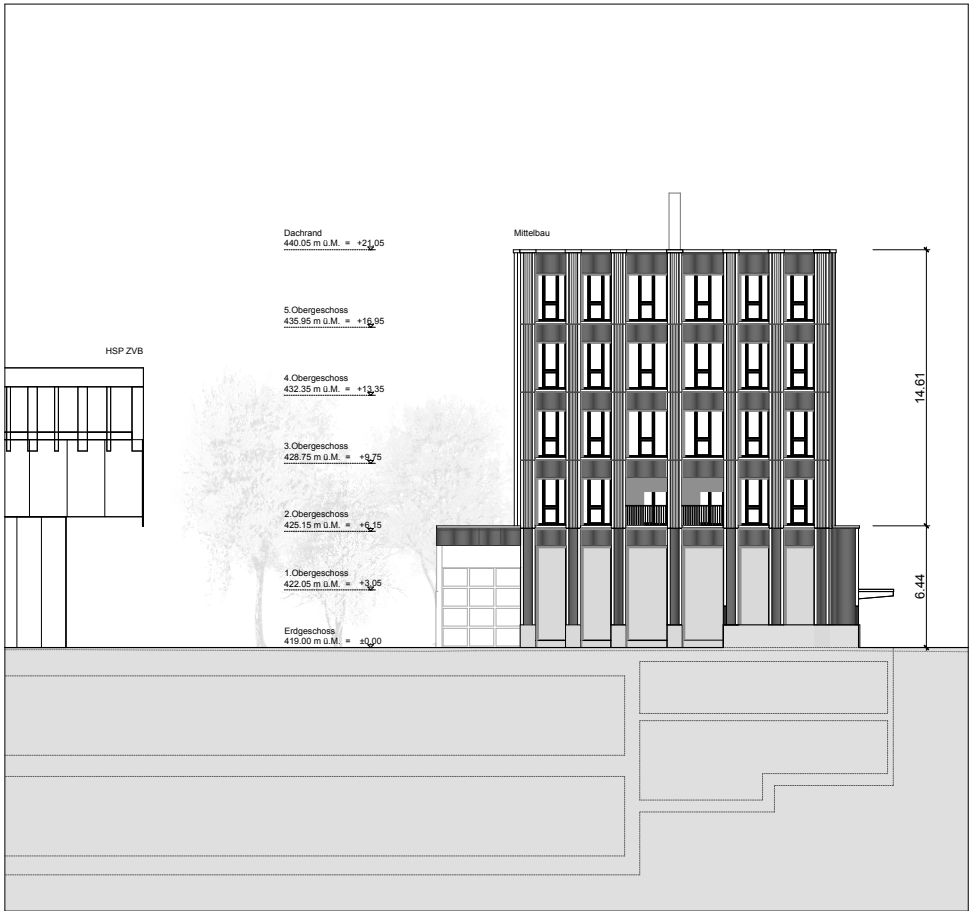 Dachrand
440.05 m ü.M. = +21,05
Mittelbau
5.Obergeschoss
435.95 m ü.M. = +16,95
HSP ZVB
4.Obergeschoss
432.35 m ü.M. = +13,35
14.61
3.Obergeschoss
428.75 m ü.M. = +9,75
2.Obergeschoss
425.15 m ü.M. = +6,15
1.Obergeschoss
422.05 m ü.M. = +3,05
6.44
Erdgeschoss
419.00 m ü.M. = ±0,00